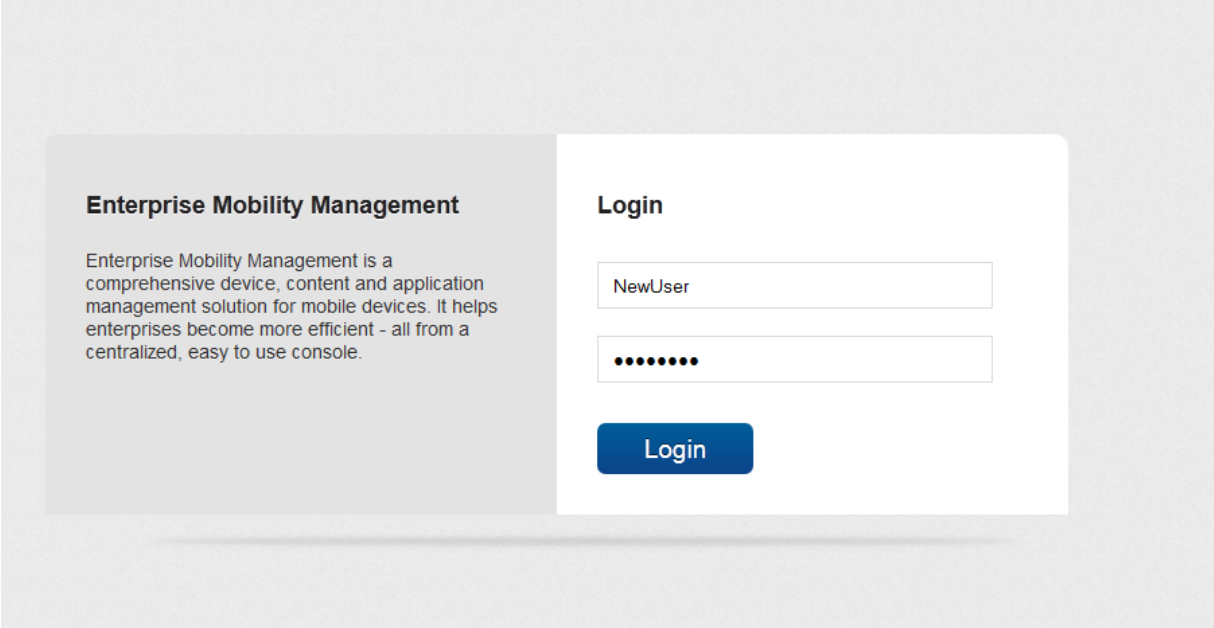 Enterprise Mobility Management
Enterprise Mobility Management is a
comprehensive device, content and application
management solution for mobile devices. It helps
enterprises become more efficient - all from a
centralized, easy to use console.
Login
NewUser
••••••••
Login